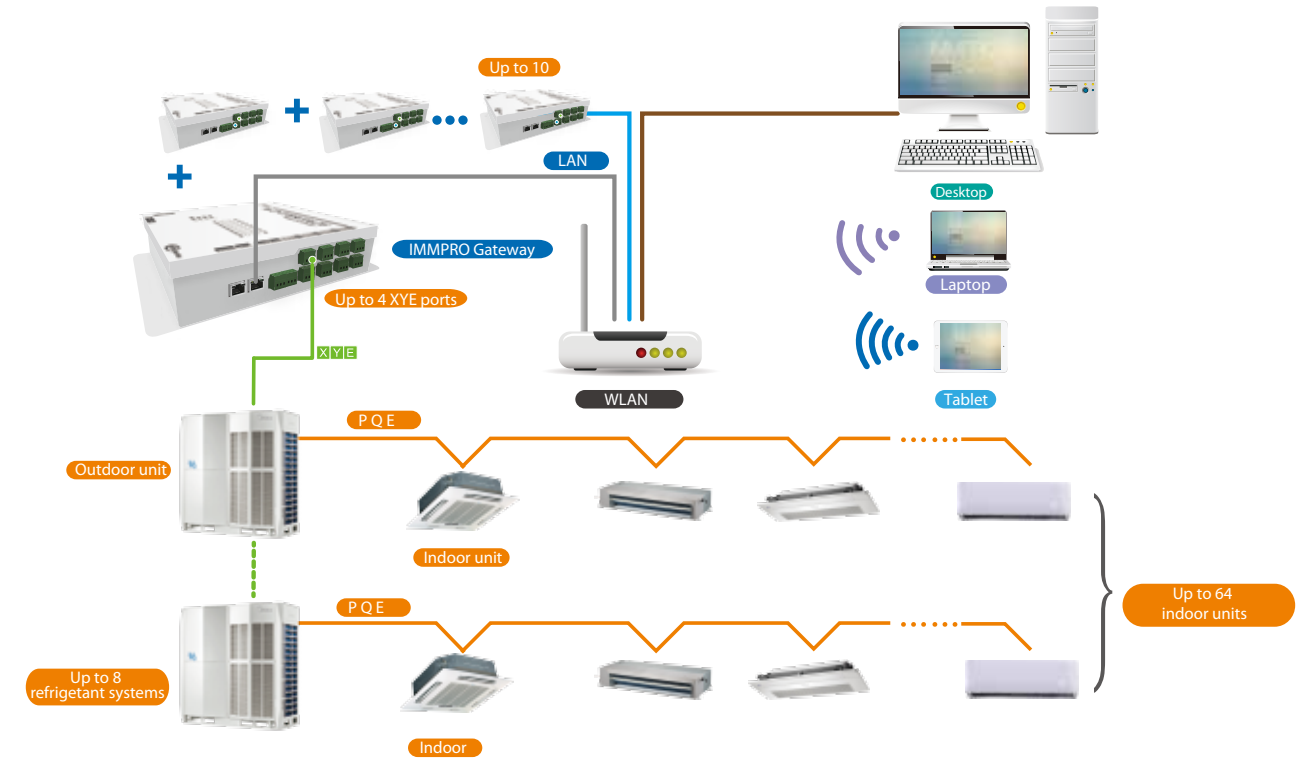 Up to 10
LAN
Desktop
IMMPRO Gateway
Laptop
Up to 4 XYE ports
X Y E
WLAN
Tablet
P Q E
Outdoor unit
Indoor unit
Up to 64
indoor units
P Q E
Up to 8
refrigetant systems
Indoor